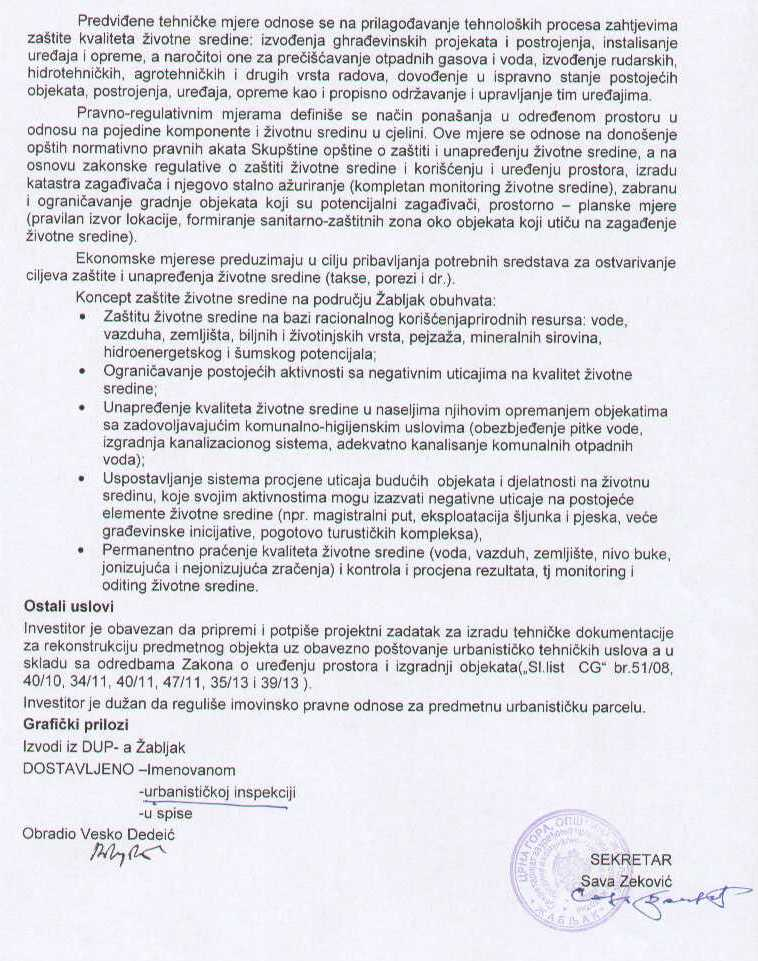 Predviđene tehničke mjere odnose se na prilagođavanje tehnoloških procesa zahtjevima
zaštite kvaliteta životne sredine: izvođenja ghrađevinskih projekata i postrojenja, instalisanje
uređaja i opreme, a naročitoi one za prečišćavanje otpadnih gasova i voda, izvođenje rudarskih,
hidrotehničkih, agrotehničkih i drugih vrsta radova, dovođenje u ispravno stanje postojećih
objekata, postrojenja, uređaja, opreme kao i propisno održavanje i upravljanje tim uređajima.
Pravno-regulativnim mjerama definiše se način ponašanja u određenom prostoru u
odnosu na pojedine komponente i životnu sredinu u cjelini. Ove mjere se odnose na donošenje
opštih normativno pravnih akata Skupštine opštine o zaštiti i unapređenju životne sredine, a na
osnovu zakonske regulative o zaštiti životne sredine i korišćenju i uređenju prostora, izradu
katastra zagađivača i njegovo stalno ažuriranje (kompletan monitoring životne sredine), zabranu
i ograničavanje gradnje objekata koji su potencijalni zagađivači, prostorno – planske mjere
(pravilan izvor lokacije, formiranje sanitarno-zaštitnih zona oko objekata koji utiču na zagađenje
životne sredine).
Ekonomske mjerese preduzimaju u cilju pribavljanja potrebnih sredstava za ostvarivanje
ciljeva zaštite i unapređenja životne sredine (takse, porezi i dr.).
Koncept zaštite životne sredine na području Žabljak obuhvata:
• Zaštitu životne sredine na bazi racionalnog korišćenjaprirodnih resursa: vode,
vazduha, zemljišta, biljnih i životinjskih vrsta, pejzaža, mineralnih sirovina,
hidroenergetskog i šumskog potencijala;
• Ograničavanje postojećih aktivnosti sa negativnim uticajima na kvalitet životne
sredine;
• Unapređenje kvaliteta životne sredine u naseljima njihovim opremanjem objekatima
sa zadovoljavajućim komunalno-higijenskim uslovima (obezbjeđenje pitke vode,
izgradnja kanalizacionog sistema, adekvatno kanalisanje komunalnih otpadnih
voda);
• Uspostavljanje sistema procjene uticaja budućih objekata i djelatnosti na životnu
sredinu, koje svojim aktivnostima mogu izazvati negativne uticaje na postojeće
elemente životne sredine (npr. magistralni put, eksploatacija šljunka i pjeska, veće
građevinske inicijative, pogotovo turističkih kompleksa),
• Permanentno praćenje kvaliteta životne sredine (voda, vazduh, zemljište, nivo buke,
jonizujuća i nejonizujuća zračenja) i kontrola i procjena rezultata, tj monitoring i
oditing životne sredine.
Ostali uslovi
Investitor je obavezan da pripremi i potpiše projektni zadatak za izradu tehničke dokumentacije
za rekonstrukciju predmetnog objekta uz obavezno poštovanje urbanističko tehničkih uslova a u
skladu sa odredbama Zakona o uređenju prostora i izgradnji objekata(„Sl.list CG“ br.51/08,
40/10, 34/11, 40/11, 47/11, 35/13 i 39/13 ).
Investitor je dužan da reguliše imovinsko pravne odnose za predmetnu urbanističku parcelu.
Grafički prilozi
Izvodi iz DUP- a Žabljak
DOSTAVLJENO –Imenovanom
-urbanističkoj inspekciji
-u spise
Obradio Vesko Dedeić
ЦРНА ГОРА, ОПШТИНА
ЖАБЉАК
SEKRETAR
Sava Zeković